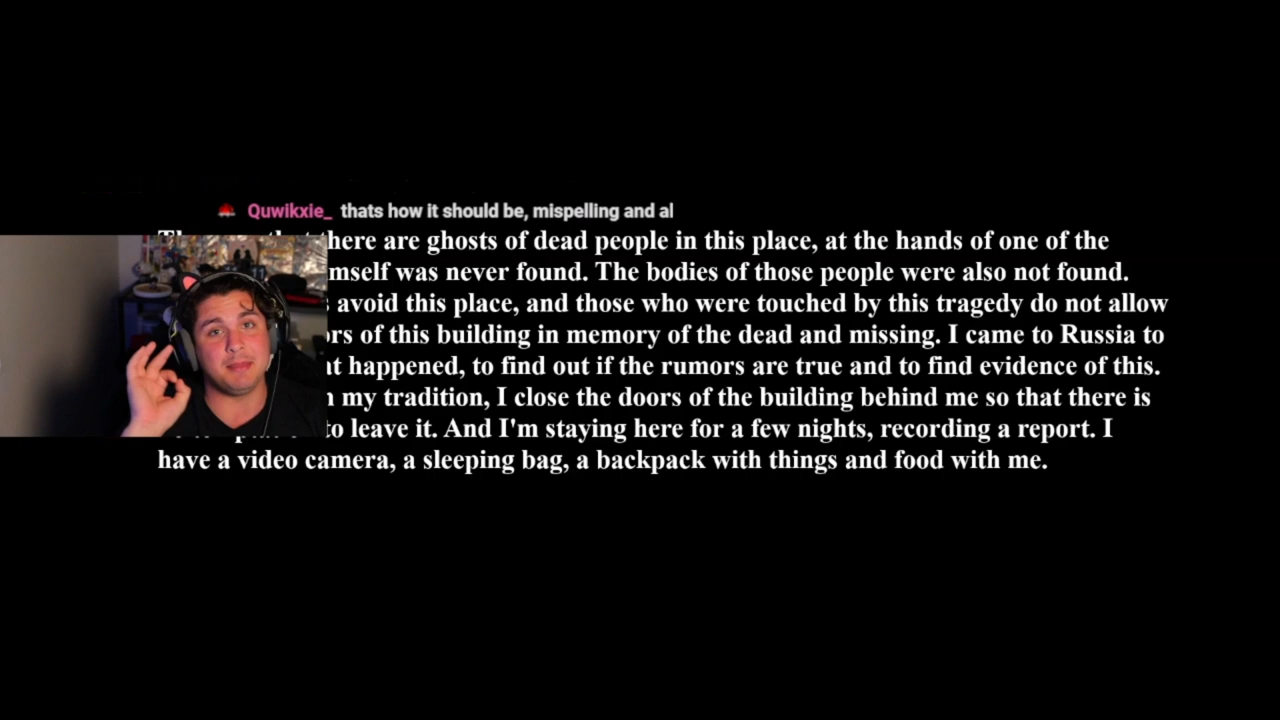 Quwikxie_ thats how it should be, mispelling and al
there are ghosts of dead people in this place, at the hands of one of the
mself was never found. The bodies of those people were also not found.
avoid this place, and those who were touched by this tragedy do not allow
ors of this building in memory of the dead and missing. I came to Russia to
happened, to find out if the rumors are true and to find evidence of this.
my tradition, I close the doors of the building behind me so that there is
to leave it. And I'm staying here for a few nights, recording a report. I
have a video camera, a sleeping bag, a backpack with things and food with me.